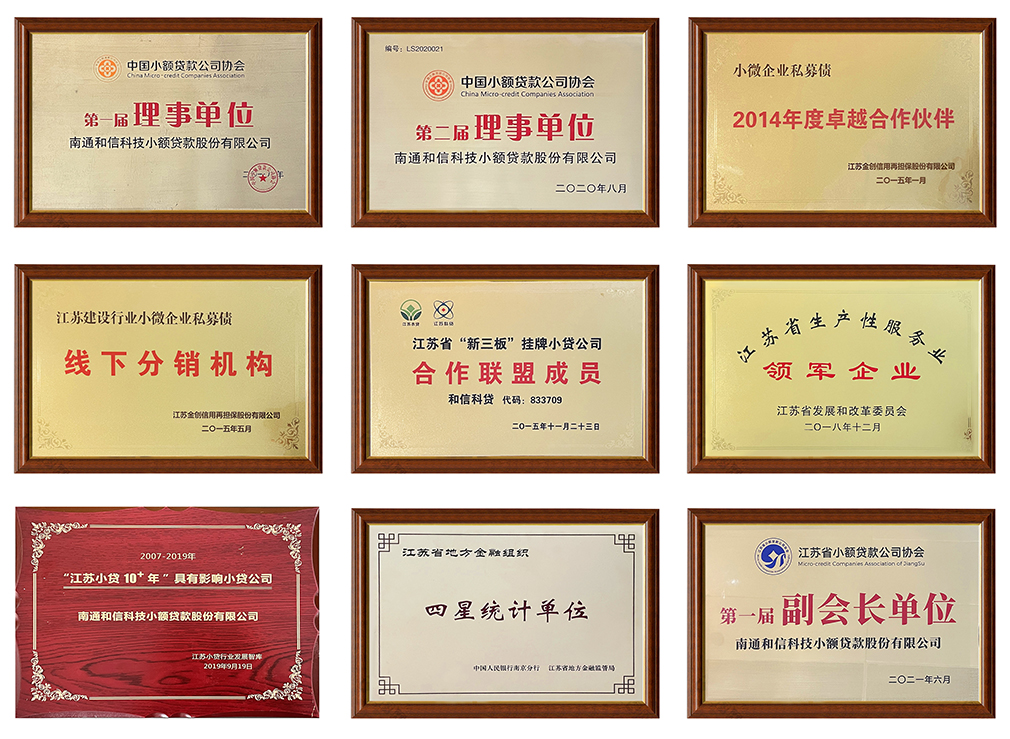 中国小额贷款公司协会
China Micro-credit Companies Association
第一届 理事单位
南通和信科技小额贷款股份有限公司
编号：LS2020021
中国小额贷款公司协会
China Micro-credit Companies Association
第二届 理事单位
南通和信科技小额贷款股份有限公司
二〇二〇年八月
小微企业私募债
2014年度卓越合作伙伴
江苏金创信用再担保股份有限公司
二〇一五年一月
江苏建设行业小微企业私募债
线下分销机构
江苏金创信用再担保股份有限公司
二〇一五年五月
江苏省“新三板”挂牌小贷公司
合作联盟成员
和信科贷 代码：833709
二〇一五年十一月二十三日
江苏省生产性服务业
领军企业
江苏省发展和改革委员会
二〇一八年十二月
2007-2019年
“江苏小贷 10⁺ 年”具有影响小贷公司
南通和信科技小额贷款股份有限公司
江苏小贷行业发展智库
2019年9月19日
江苏省地方金融组织
四星统计单位
中国人民银行南京分行 江苏省地方金融监管局
江苏省小额贷款公司协会
Micro-credit Companies Association of JiangSu
第一届 副会长单位
南通和信科技小额贷款股份有限公司
二〇二一年六月